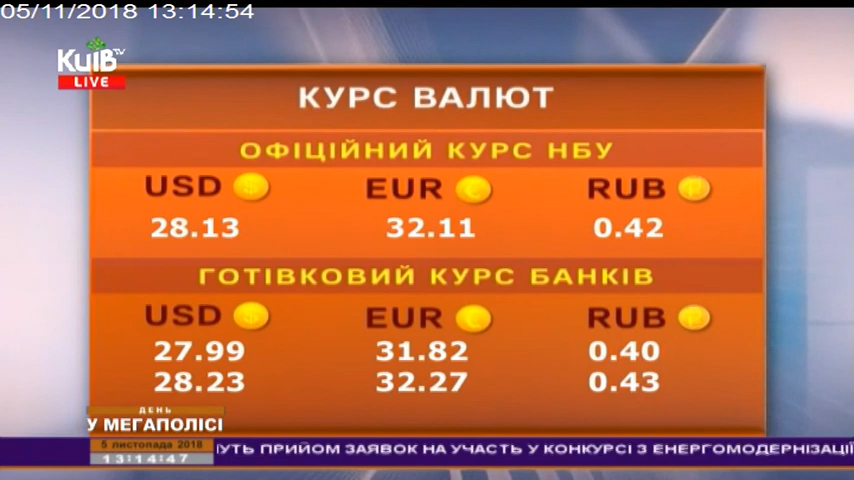 05/11/2018 13:14:54
Київ TV
LIVE
КУРС ВАЛЮТ
ОФІЦІЙНИЙ КУРС НБУ
USD EUR RUB
28.13 32.11 0.42
ГОТІВКОВИЙ КУРС БАНКІВ
USD EUR RUB
27.99 31.82 0.40
28.23 32.27 0.43
ДЕНЬ
У МЕГАПОЛІСІ
5 листопада 2018
ПРИЙОМ ЗАЯВОК НА УЧАСТЬ У КОНКУРСІ З ЕНЕРГОМОДЕРНІЗАЦІЇ
13:14:47